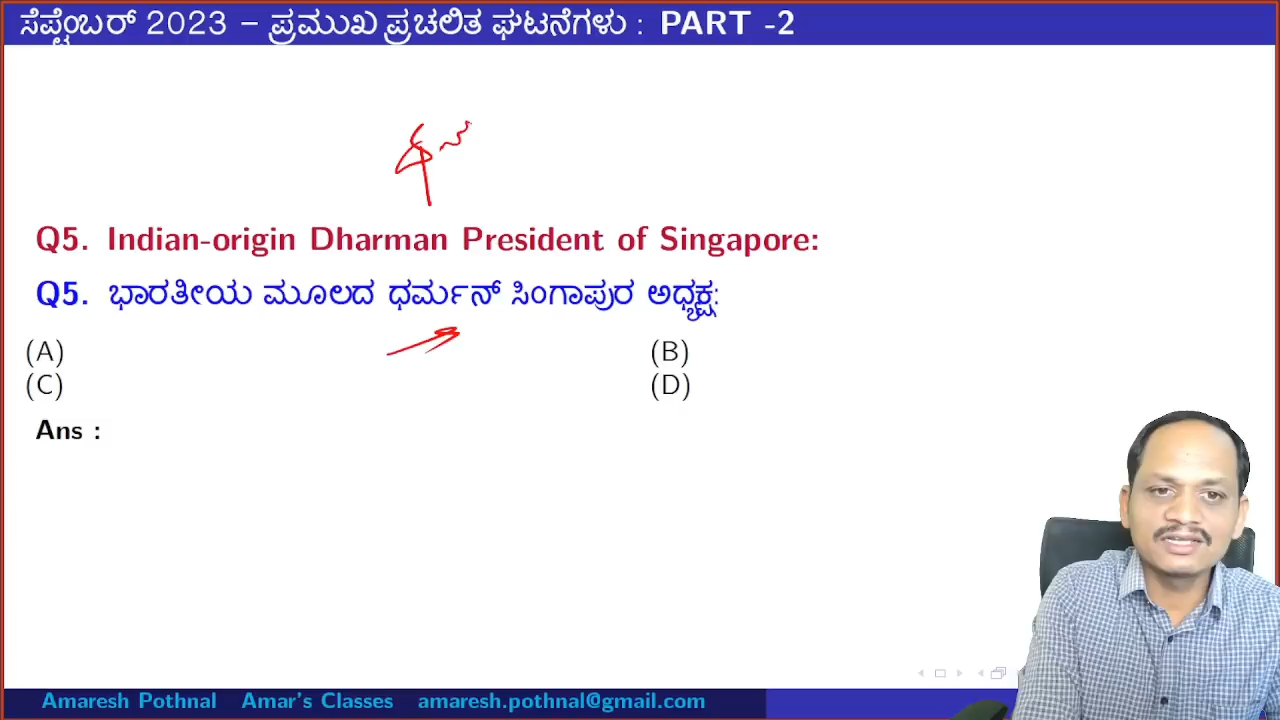 ಸೆಪ್ಟೆಂಬರ್ 2023 – ಪ್ರಮುಖ ಪ್ರಚಲಿತ ಘಟನೆಗಳು : PART -2
Q5. Indian-origin Dharman President of Singapore:
Q5. ಭಾರತೀಯ ಮೂಲದ ಧರ್ಮನ್ ಸಿಂಗಾಪುರ ಅಧ್ಯಕ್ಷ:
(A) (B)
(C) (D)
Ans :
Amaresh Pothnal Amar's Classes amaresh.pothnal@gmail.com